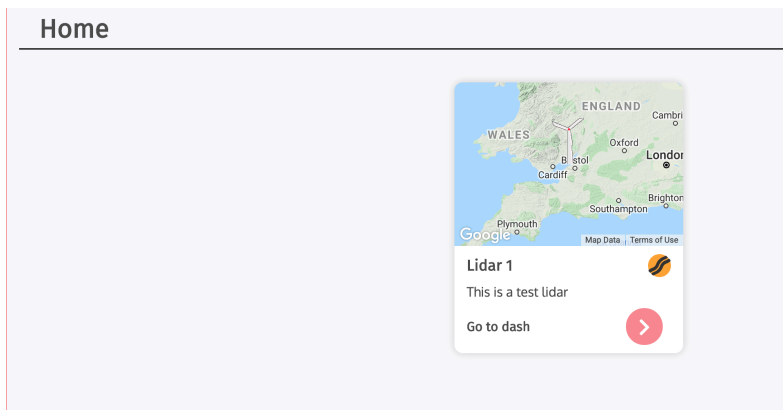 Home
ENGLAND
Cambri
WALES
Oxford
London
Bristol
Cardiff
Brighton
Southampton
Plymouth
Google
Map Data
Terms of Use
Lidar 1
This is a test lidar
Go to dash